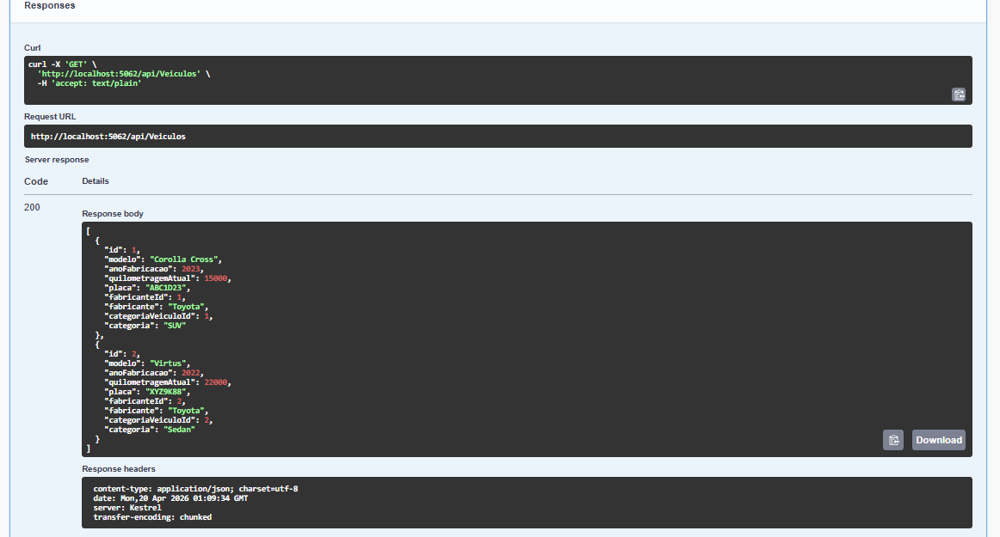 Responses
Curl
curl -X 'GET' \
'http://localhost:5062/api/Veiculos' \
-H 'accept: text/plain'
Request URL
http://localhost:5062/api/Veiculos
Server response
Code Details
200
Response body
[
{
"id": 1,
"modelo": "Corolla Cross",
"anoFabricacao": 2023,
"quilometragemAtual": 15000,
"placa": "ABC1D23",
"fabricanteId": 1,
"fabricante": "Toyota",
"categoriaVeiculoId": 1,
"categoria": "SUV"
},
{
"id": 2,
"modelo": "Virtus",
"anoFabricacao": 2022,
"quilometragemAtual": 22000,
"placa": "XYZ9K88",
"fabricanteId": 2,
"fabricante": "Toyota",
"categoriaVeiculoId": 2,
"categoria": "Sedan"
}
]
Download
Response headers
content-type: application/json; charset=utf-8
date: Mon,20 Apr 2026 01:09:34 GMT
server: Kestrel
transfer-encoding: chunked